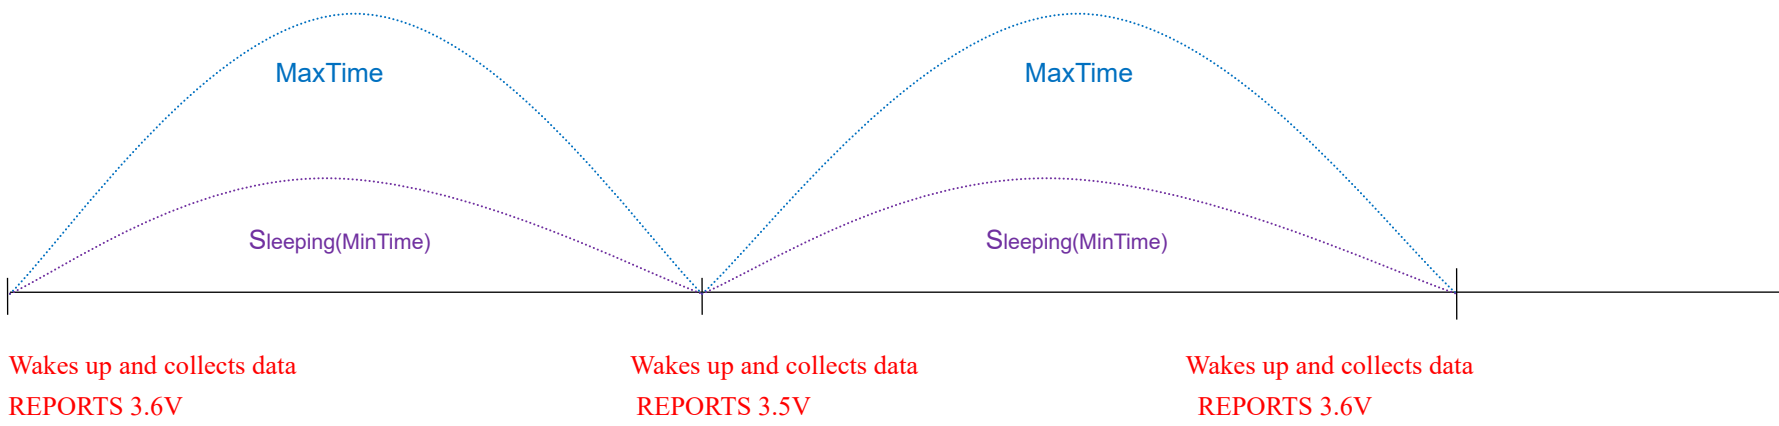 MaxTime
MaxTime
Sleeping(MinTime)
Sleeping(MinTime)
Wakes up and collects data
Wakes up and collects data
Wakes up and collects data
REPORTS 3.6V
REPORTS 3.5V
REPORTS 3.6V